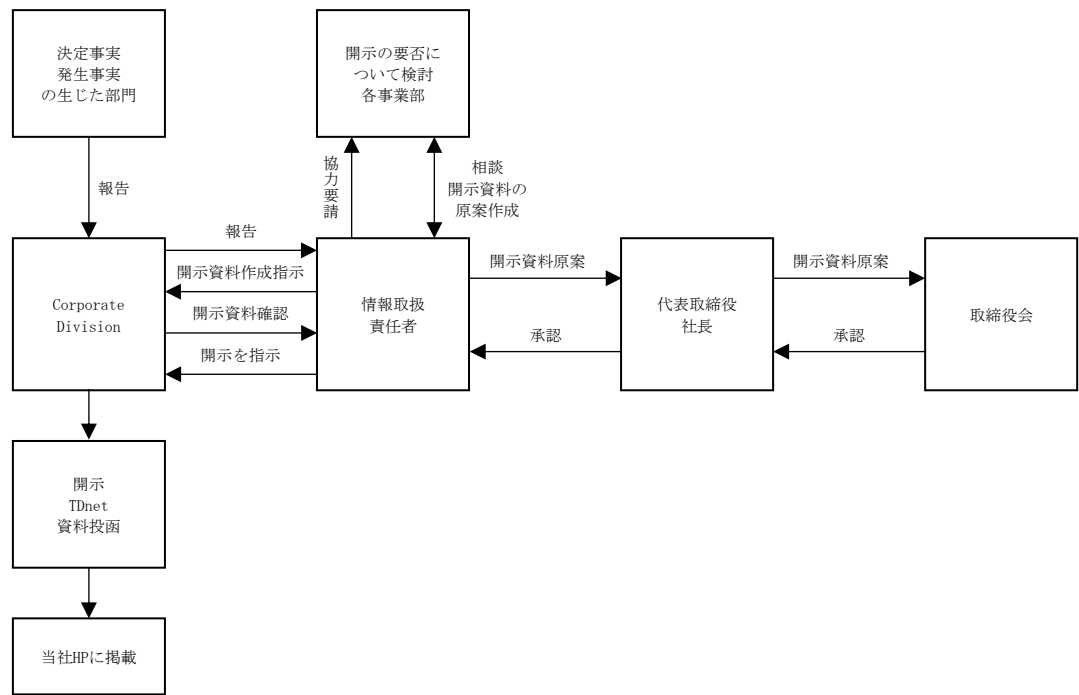 決定事実
発生事実
の生じた部門
開示の要否に
ついて検討
各事業部
報告
協力要請
相談
開示資料の
原案作成
Corporate
Division
報告
開示資料作成指示
開示資料確認
開示を指示
情報取扱
責任者
開示資料原案
承認
代表取締役
社長
開示資料原案
承認
取締役会
開示
TDnet
資料投函
当社HPに掲載